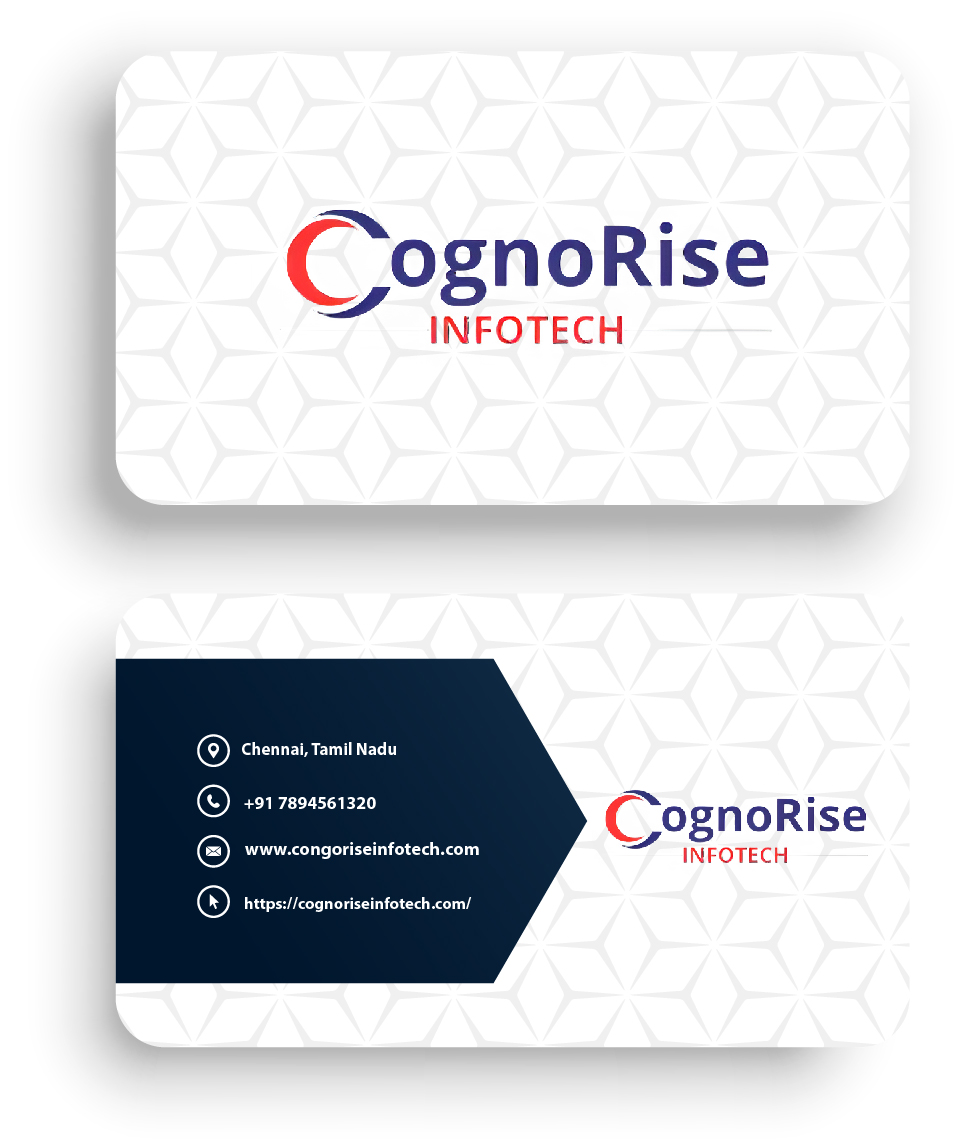 CognoRise
INFOTECH
Chennai, Tamil Nadu
+91 7894561320
www.congoriseinfotech.com
https://cognoriseinfotech.com/
CognoRise
INFOTECH